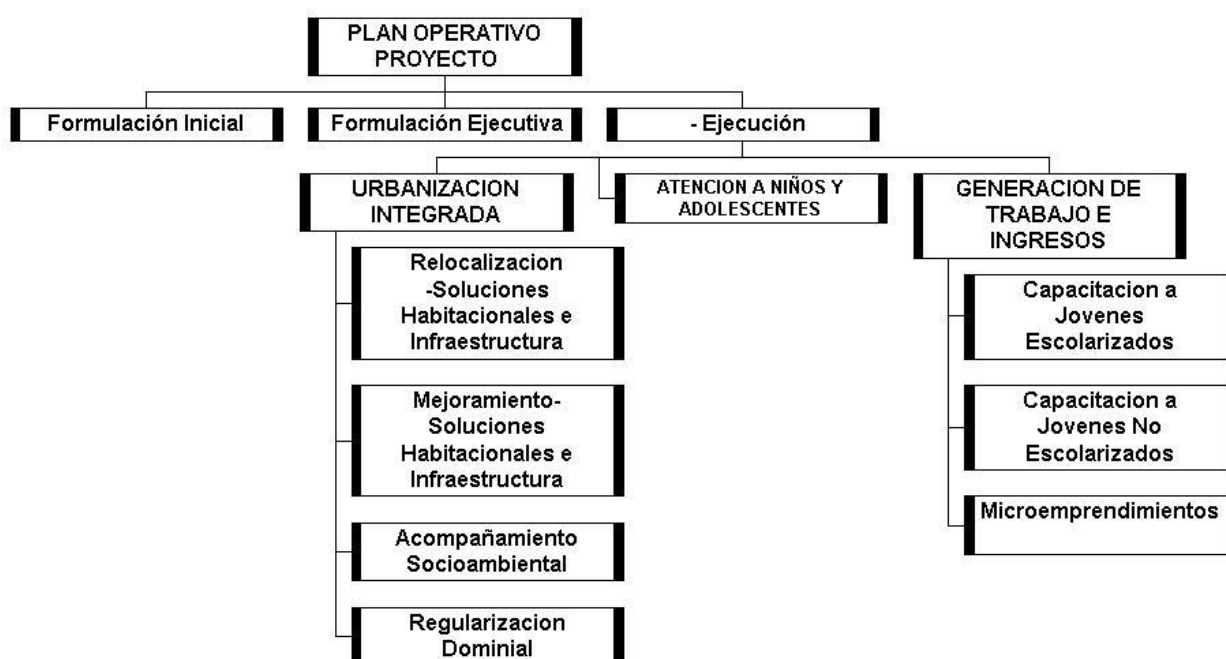 PLAN OPERATIVO
PROYECTO
Formulación Inicial
Formulación Ejecutiva
- Ejecución
URBANIZACION
INTEGRADA
ATENCION A NIÑOS Y
ADOLESCENTES
GENERACION DE
TRABAJO E
INGRESOS
Relocalizacion
-Soluciones
Habitacionales e
Infraestructura
Mejoramiento-
Soluciones
Habitacionales e
Infraestructura
Acompañamiento
Socioambiental
Regularizacion
Dominial
Capacitacion a
Jovenes
Escolarizados
Capacitacion a
Jovenes No
Escolarizados
Microemprendimientos